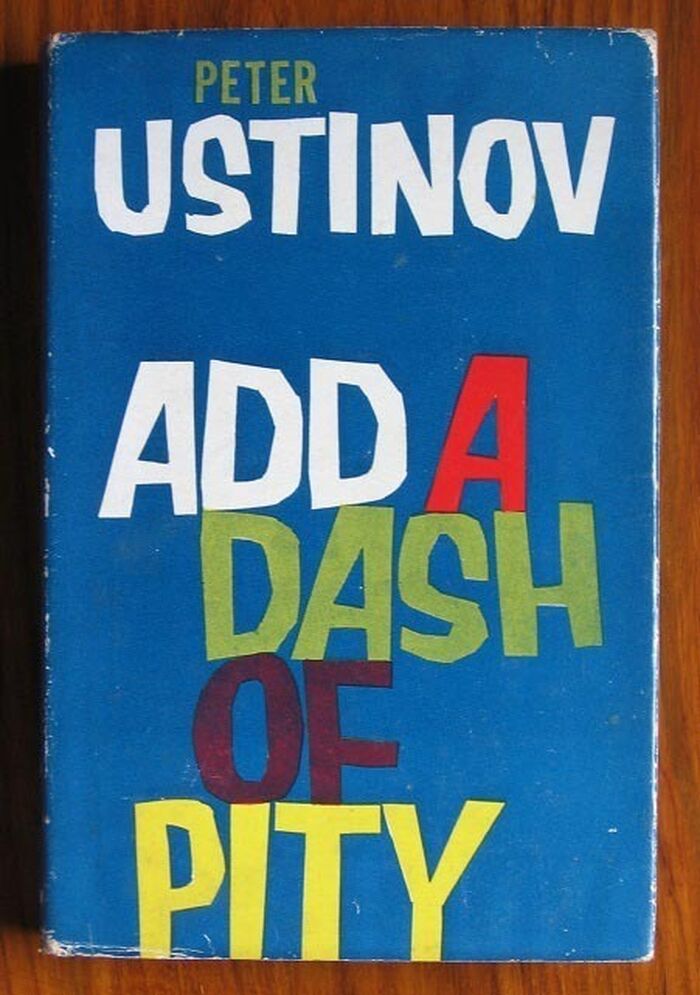 PETER
USTINOV
ADD A
DASH
OF
PITY